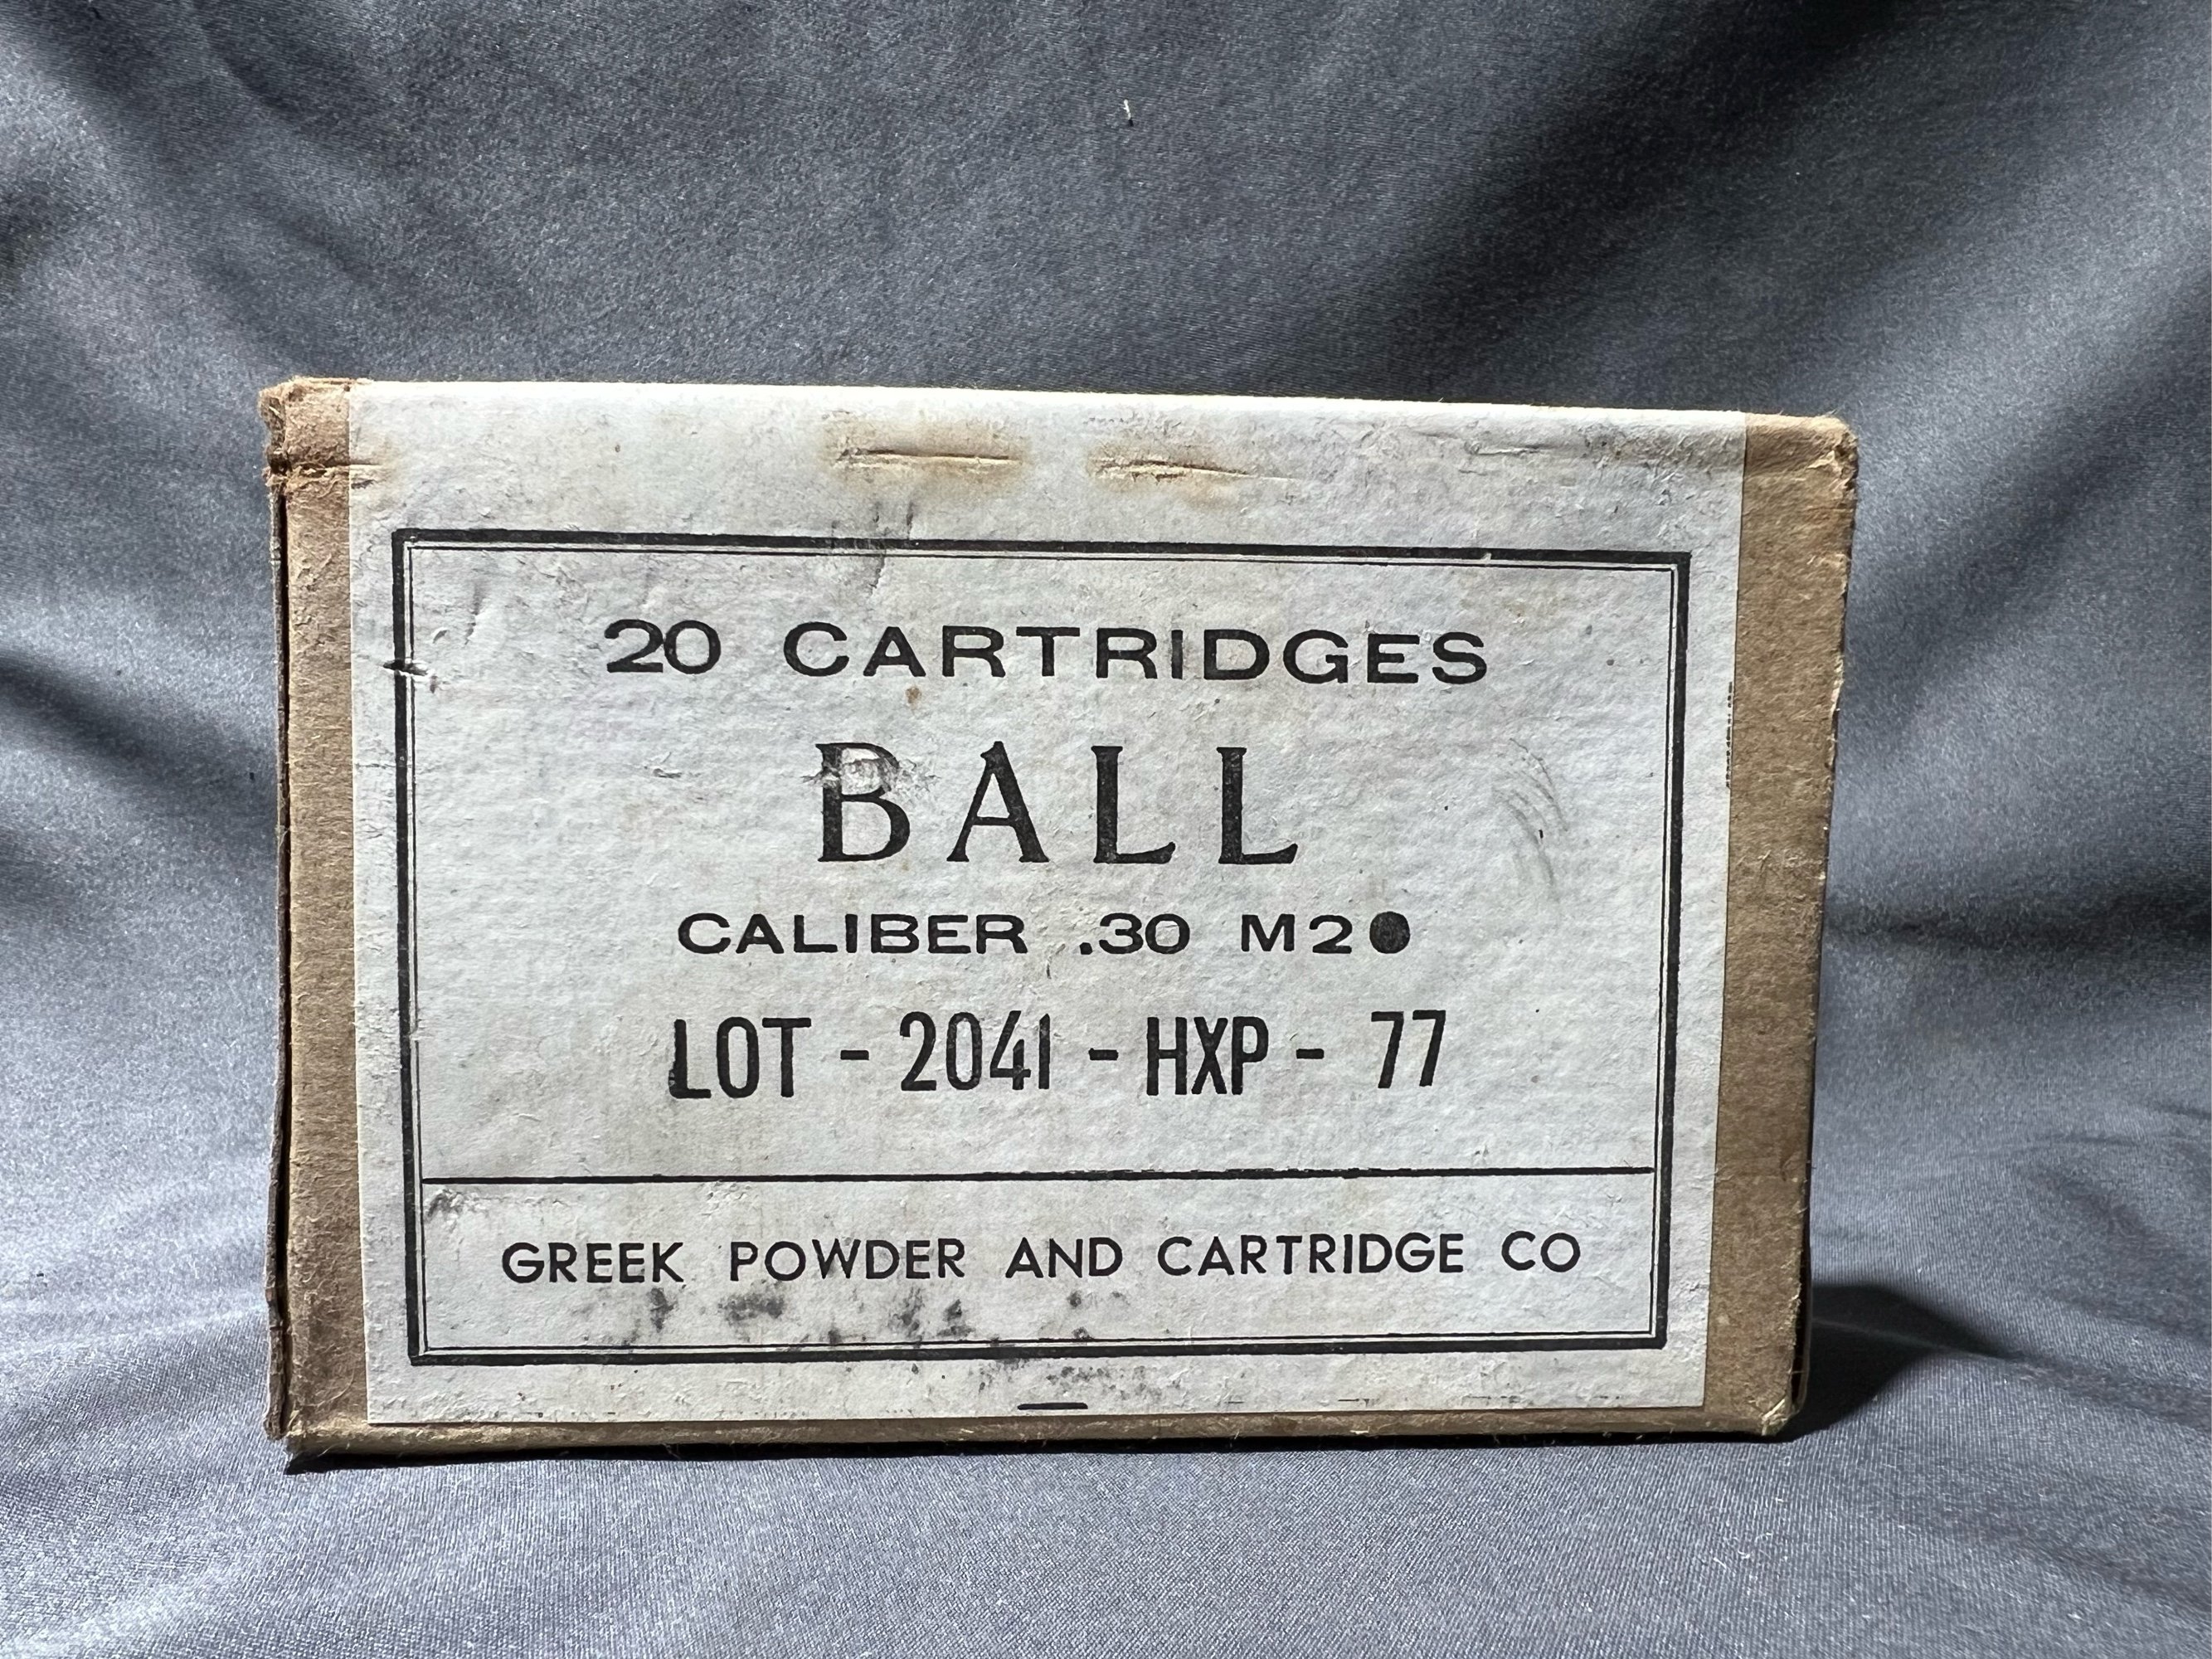 20 CARTRIDGES
BALL
CALIBER .30 M2●
LOT - 2041 - HXP - 77
GREEK POWDER AND CARTRIDGE CO